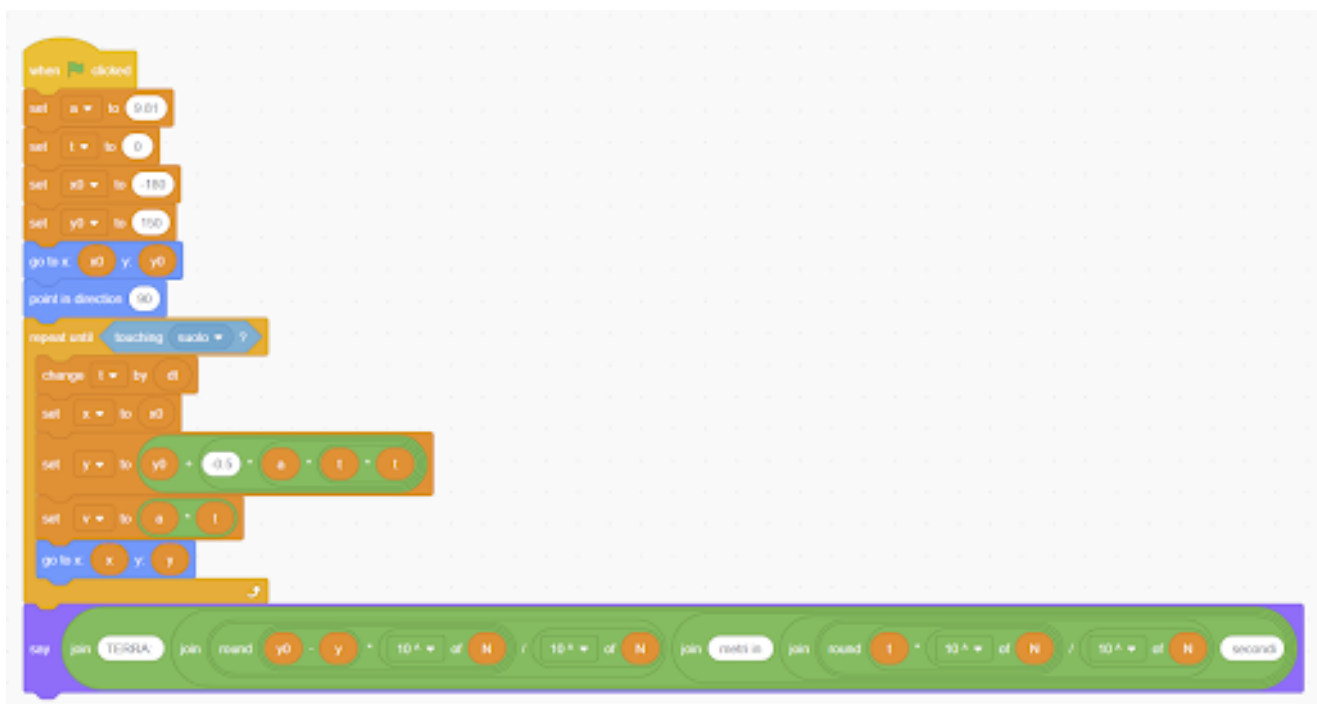 when clicked
set a to 9.81
set t to 0
set x0 to -180
set y0 to 150
go to x: x0 y: y0
point in direction 90
repeat until touching suolo ?
change t by dt
set x to x0
set y to y0 + -0.5 * a * t * t
set v to a * t
go to x: x y: y
say join TERRA: join round y0 - y * 10 ^ of N / 10 ^ of N join metri in join round t * 10 ^ of N / 10 ^ of N secondi